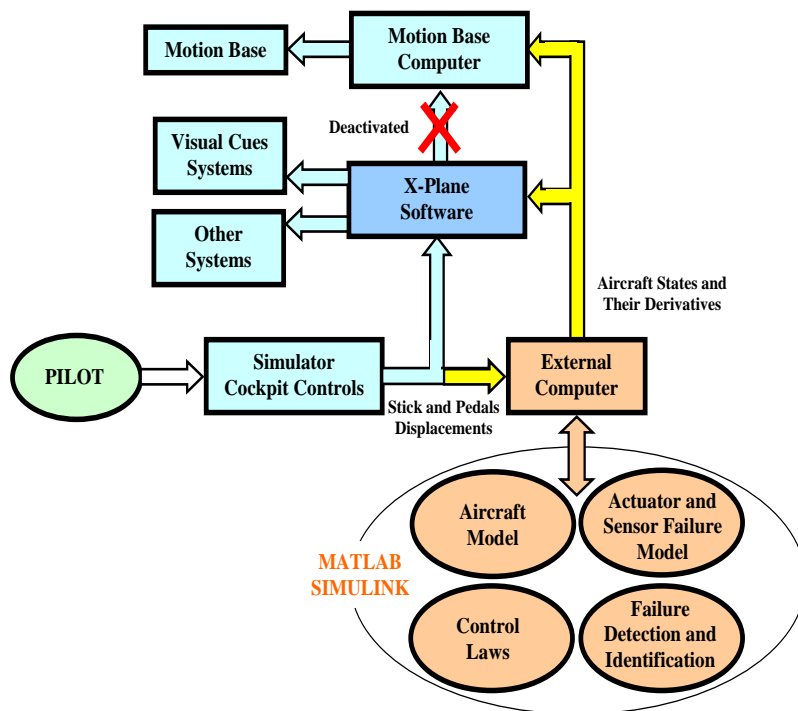 Motion Base
Motion Base
Computer
Deactivated
Visual Cues
Systems
X-Plane
Software
Other
Systems
Aircraft States and
Their Derivatives
PILOT
Simulator
Cockpit Controls
External
Computer
Stick and Pedals
Displacements
Aircraft
Model
Actuator and
Sensor Failure
Model
MATLAB
SIMULINK
Control
Laws
Failure
Detection and
Identification